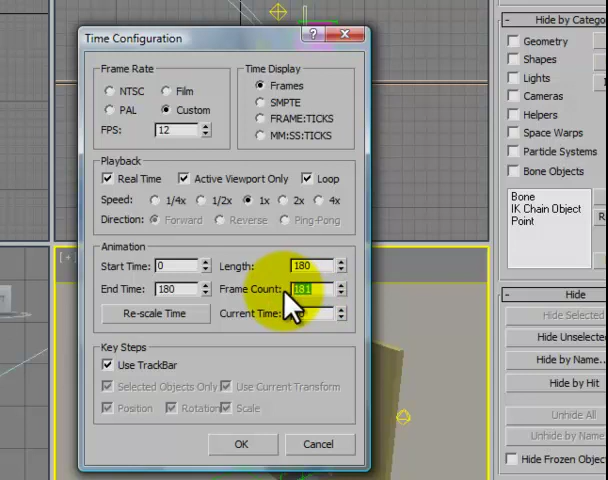 Time Configuration
?
Frame Rate
NTSC
Film
PAL
Custom
FPS:
12
Time Display
Frames
SMPTE
FRAME:TICKS
MM:SS:TICKS
Playback
Real Time
Active Viewport Only
Loop
Speed:
1/4x
1/2x
1x
2x
4x
Direction:
Forward
Reverse
Ping-Pong
Animation
Start Time:
0
Length:
180
End Time:
180
Frame Count:
181
Re-scale Time
Current Time:
Key Steps
Use TrackBar
Selected Objects Only
Use Current Transform
Position
Rotation
Scale
OK
Cancel
[ + ]
Hide by Catego
Geometry
Shapes
Lights
Cameras
Helpers
Space Warps
Particle Systems
Bone Objects
Bone
IK Chain Object
Point
R
Hide
Hide Selected
Hide Unselecte
Hide by Name..
Hide by Hit
Unhide All
Unhide by Name
Hide Frozen Objec